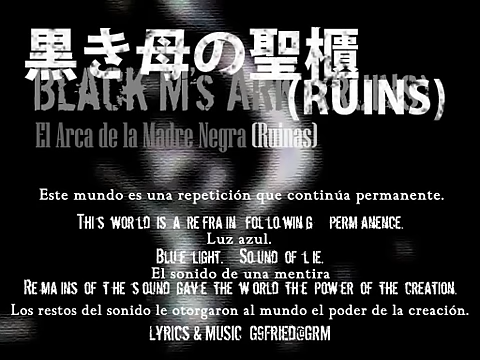 黒き母の聖櫃
BLACK M's ARK (RUINS)
(RUINS)
El Arca de la Madre Negra (Ruinas)
Este mundo es una repetición que continúa permanente.
THIS WORLD IS A REFRAIN FOLLOWING PERMANENCE.
Luz azul.
BLUE LIGHT. SOUND OF LIE.
El sonido de una mentira
REMAINS OF THE SOUND GAVE THE WORLD THE POWER OF THE CREATION.
Los restos del sonido le otorgaron al mundo el poder de la creación.
LYRICS & MUSIC G9FRIED@GRM